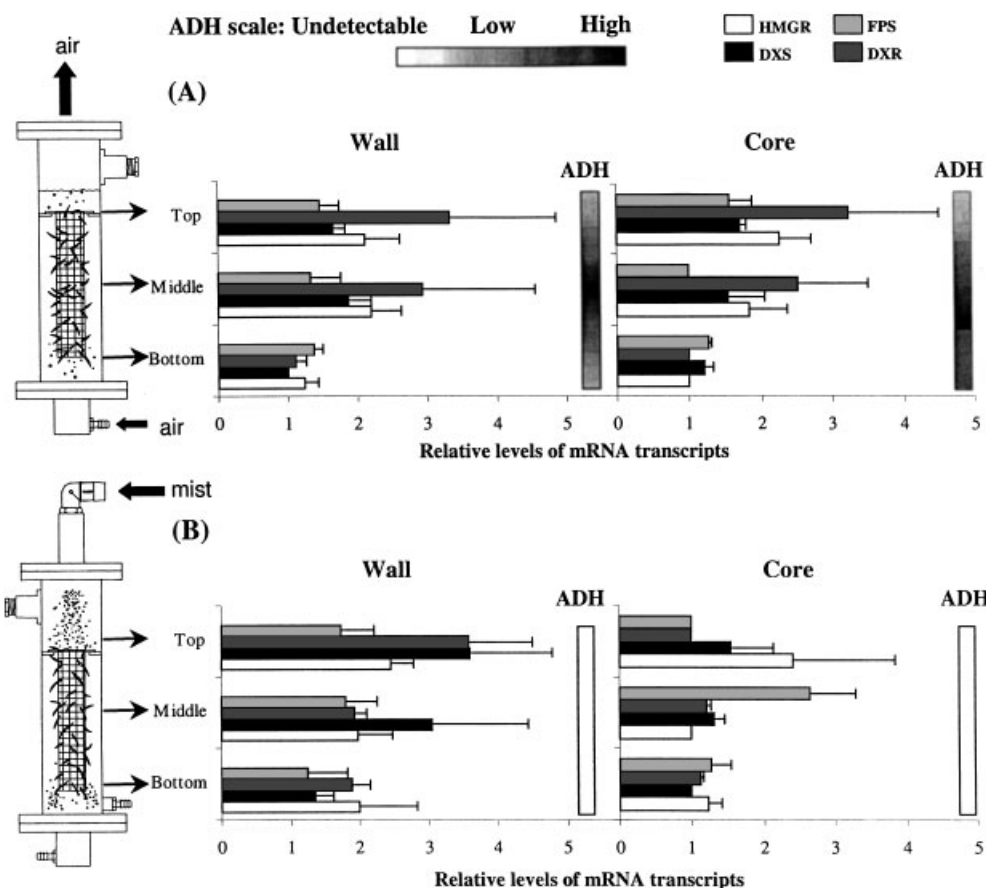 ADH scale: Undetectable Low High
HMGR FPS
DXS DXR
air
(A)
Wall Core
ADH ADH
Top
Middle
Bottom
air
0 1 2 3 4 5 0 1 2 3 4 5
Relative levels of mRNA transcripts
mist
(B)
Wall Core
ADH ADH
Top
Middle
Bottom
0 1 2 3 4 5 0 1 2 3 4 5
Relative levels of mRNA transcripts